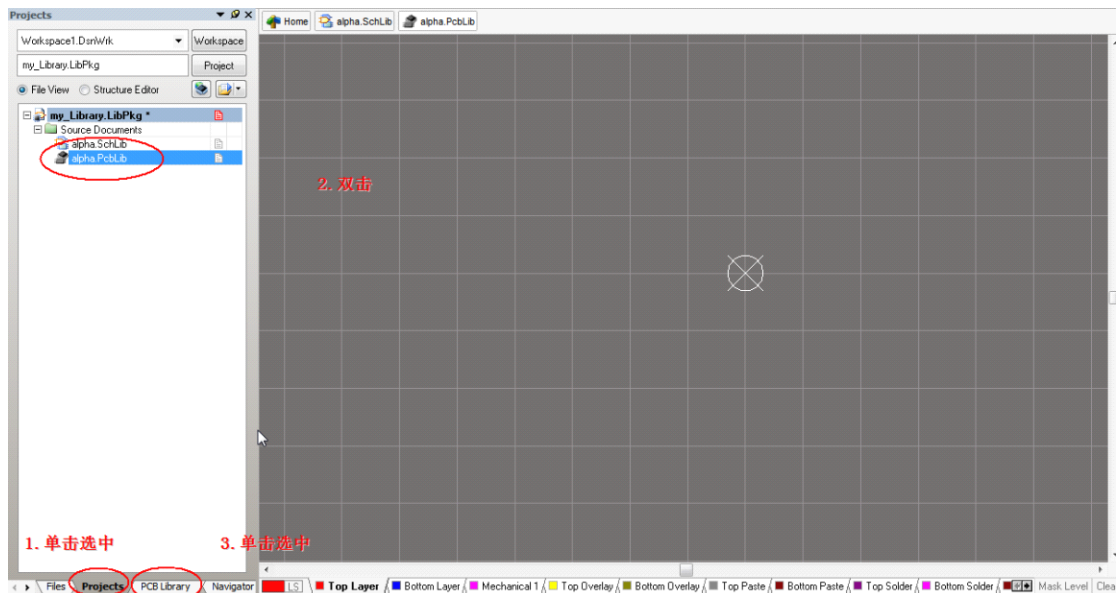 Projects
Home
alpha.SchLib
alpha.PcbLib
Workspace1.DsnWrk
Workspace
my_Library.LibPkg
Project
File View
Structure Editor
my_Library.LibPkg *
Source Documents
alpha.SchLib
alpha.PcbLib
2. 双击
1. 单击选中
3. 单击选中
Files
Projects
PCB Library
Navigator
LS
Top Layer
Bottom Layer
Mechanical 1
Top Overlay
Bottom Overlay
Top Paste
Bottom Paste
Top Solder
Bottom Solder
Mask Level
Clea